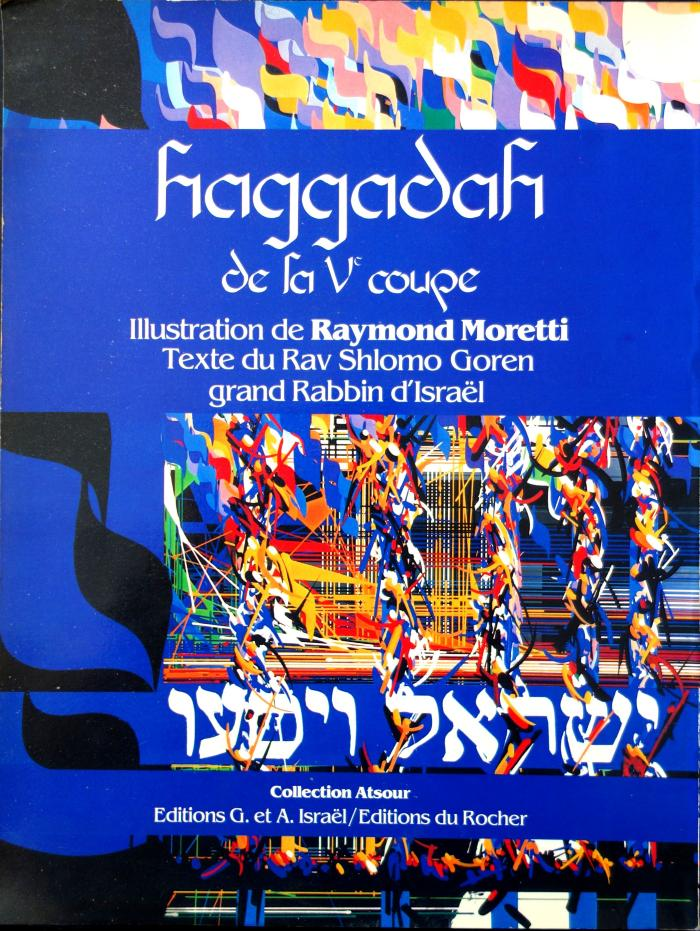 haggadah
de la Vᵉ coupe
Illustration de Raymond Moretti
Texte du Rav Shlomo Goren
grand Rabbin d'Israël
ישראל ויסעו
Collection Atsour
Editions G. et A. Israël/Editions du Rocher